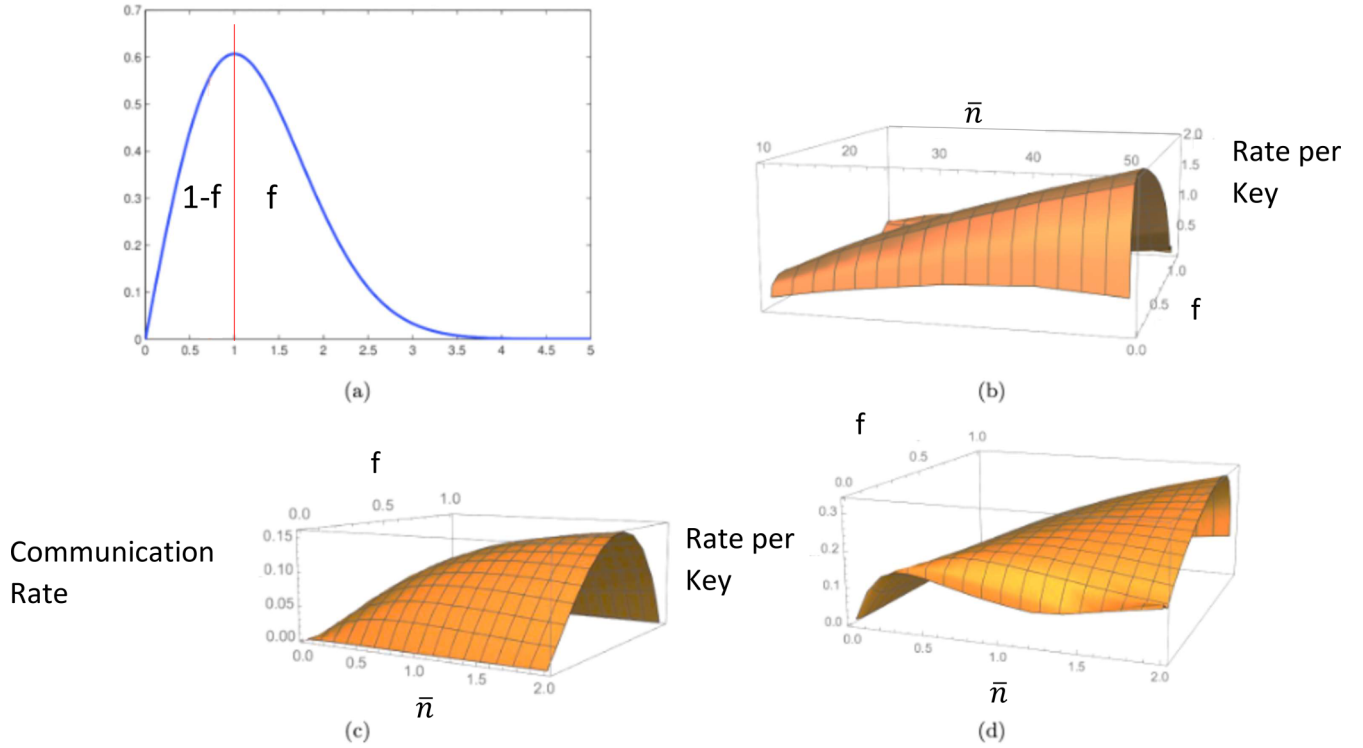 0.7
0.6
0.5
0.4
0.3
0.2
0.1
0
1-f f
0 0.5 1 1.5 2 2.5 3 3.5 4 4.5 5
(a)
n̅
10 20 30 40 50
2.0
1.5
1.0
0.5
Rate per
Key
1.0
0.5
0.0
f
(b)
f
0.0 0.5 1.0
Communication
Rate
0.15
0.10
0.05
0.00
0.0 0.5 1.0 1.5 2.0
n̅
(c)
f
0.0 0.5 1.0
Rate per
Key
0.3
0.2
0.1
0.0
0.0 0.5 1.0 1.5 2.0
n̅
(d)